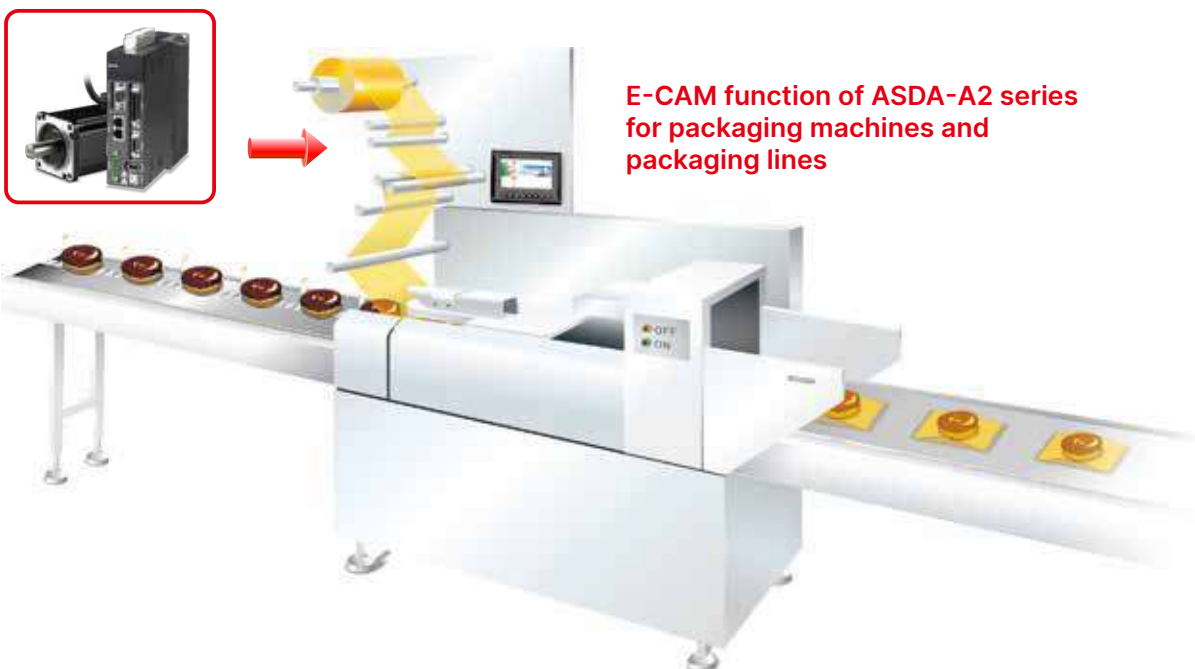 E-CAM function of ASDA-A2 series
for packaging machines and
packaging lines
OFF
ON